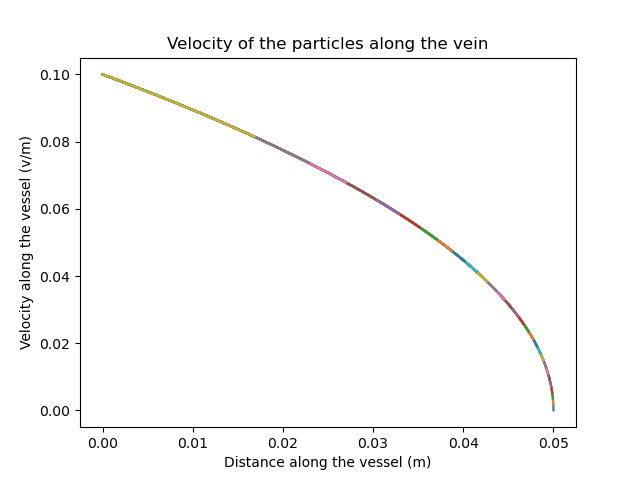 Velocity of the particles along the vein
0.10
0.08
0.06
0.04
0.02
0.00
Velocity along the vessel (v/m)
0.00 0.01 0.02 0.03 0.04 0.05
Distance along the vessel (m)